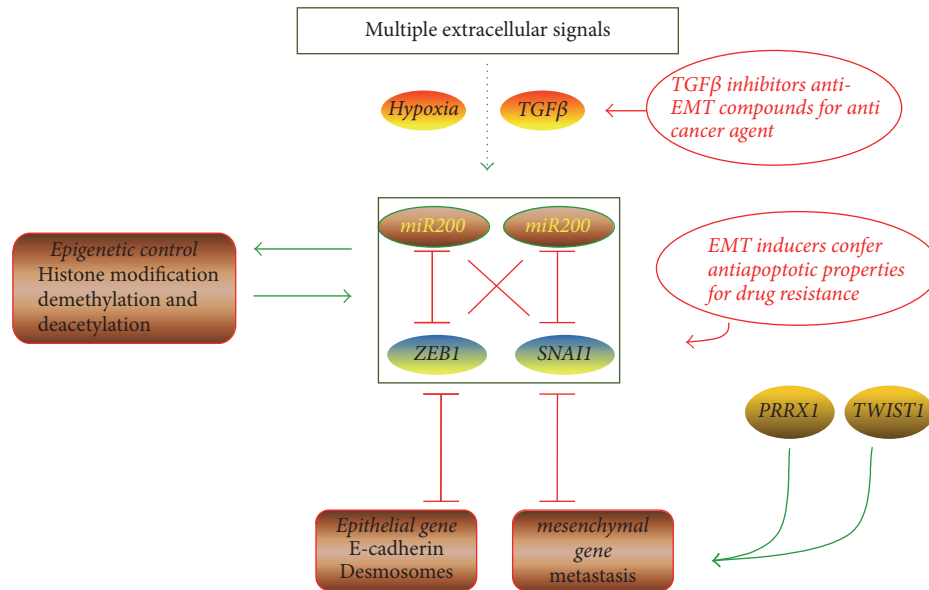 Multiple extracellular signals
Hypoxia
TGFβ
TGFβ inhibitors anti-
EMT compounds for anti
cancer agent
miR200
miR200
Epigenetic control
Histone modification
demethylation and
deacetylation
EMT inducers confer
antiapoptotic properties
for drug resistance
ZEB1
SNAI1
PRRX1
TWIST1
Epithelial gene
E-cadherin
Desmosomes
mesenchymal
gene
metastasis